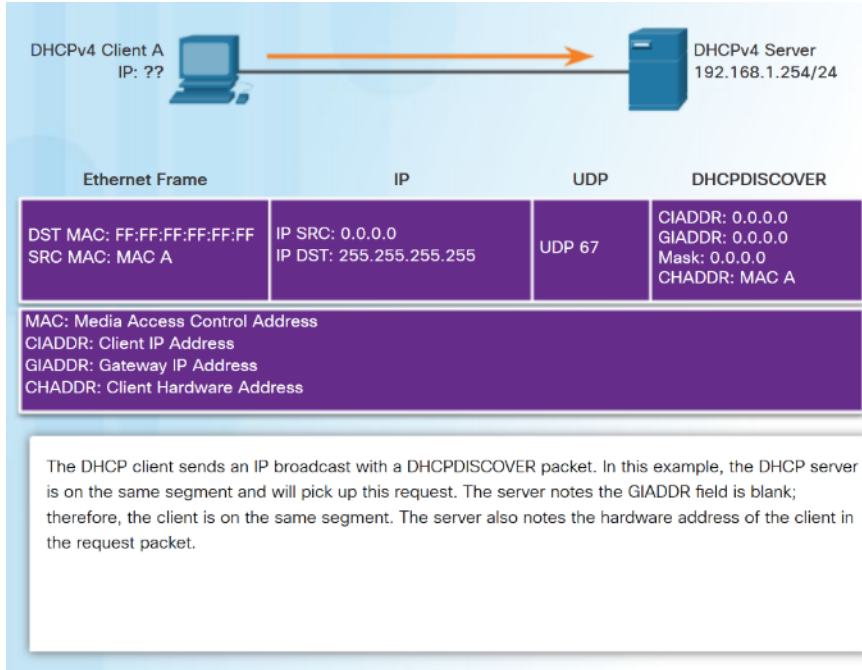 DHCPv4 Client A
IP: ??
DHCPv4 Server
192.168.1.254/24
Ethernet Frame
IP
UDP
DHCPDISCOVER
DST MAC: FF:FF:FF:FF:FF:FF
SRC MAC: MAC A
IP SRC: 0.0.0.0
IP DST: 255.255.255.255
UDP 67
CIADDR: 0.0.0.0
GIADDR: 0.0.0.0
Mask: 0.0.0.0
CHADDR: MAC A
MAC: Media Access Control Address
CIADDR: Client IP Address
GIADDR: Gateway IP Address
CHADDR: Client Hardware Address
The DHCP client sends an IP broadcast with a DHCPDISCOVER packet. In this example, the DHCP server
is on the same segment and will pick up this request. The server notes the GIADDR field is blank;
therefore, the client is on the same segment. The server also notes the hardware address of the client in
the request packet.